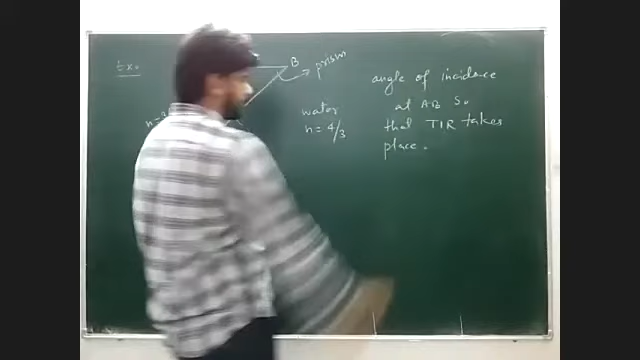 Ex.
B
prism
water
n = 4/3
angle of incidence
at AB so
that TIR takes
place.